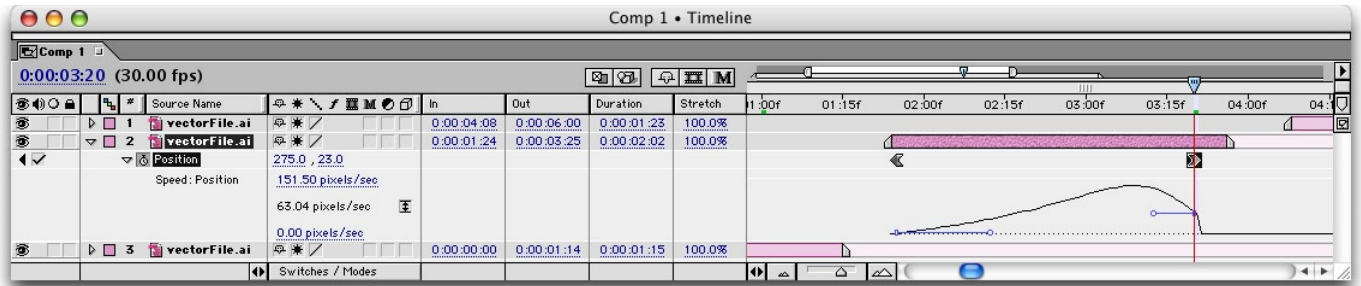 Comp 1 • Timeline
Comp 1
0:00:03:20 (30.00 fps) M
# Source Name M In Out Duration Stretch 1:00f 01:15f 02:00f 02:15f 03:00f 03:15f 04:00f 04:1
1 vectorFile.ai 0:00:04:08 0:00:06:00 0:00:01:23 100.0%
2 vectorFile.ai 0:00:01:24 0:00:03:25 0:00:02:02 100.0%
Position 275.0 , 23.0
Speed: Position 151.50 pixels/sec
63.04 pixels/sec
0.00 pixels/sec
3 vectorFile.ai 0:00:00:00 0:00:01:14 0:00:01:15 100.0%
Switches / Modes